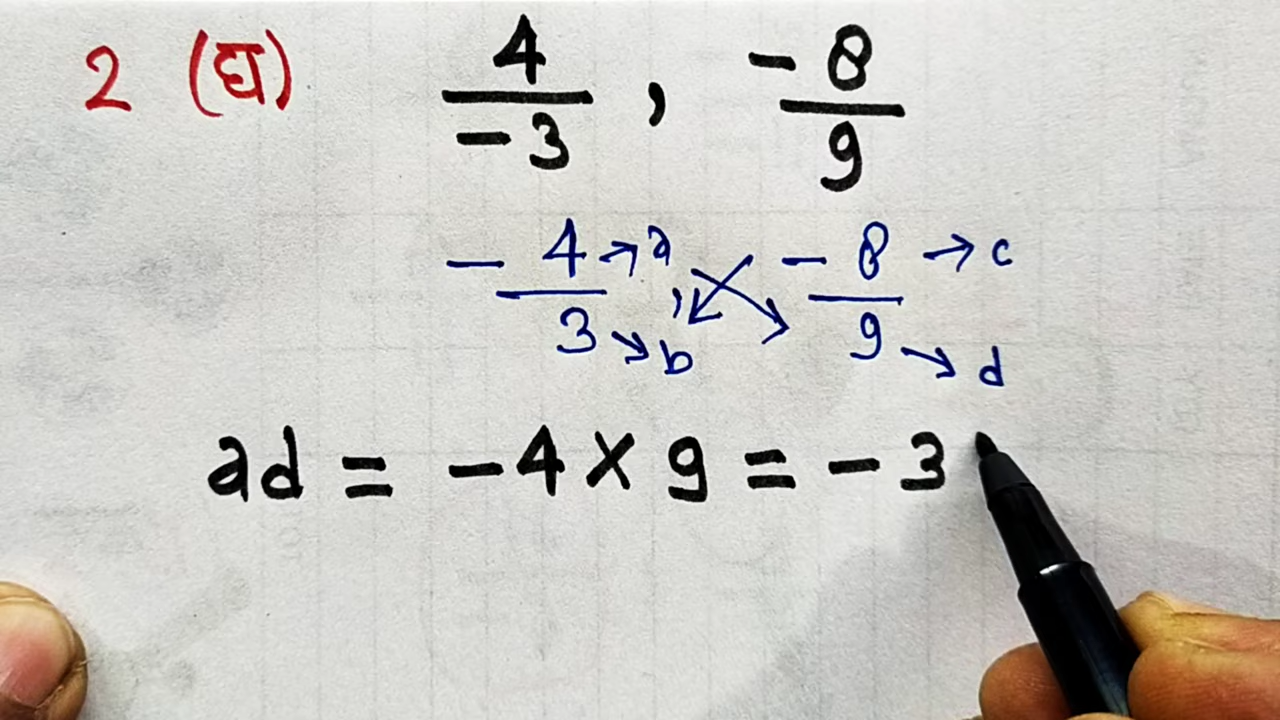 2 (घ) 4/-3 , -8/9
-4/3 → a → b , -8/9 → c → d
ad = -4 × 9 = -3